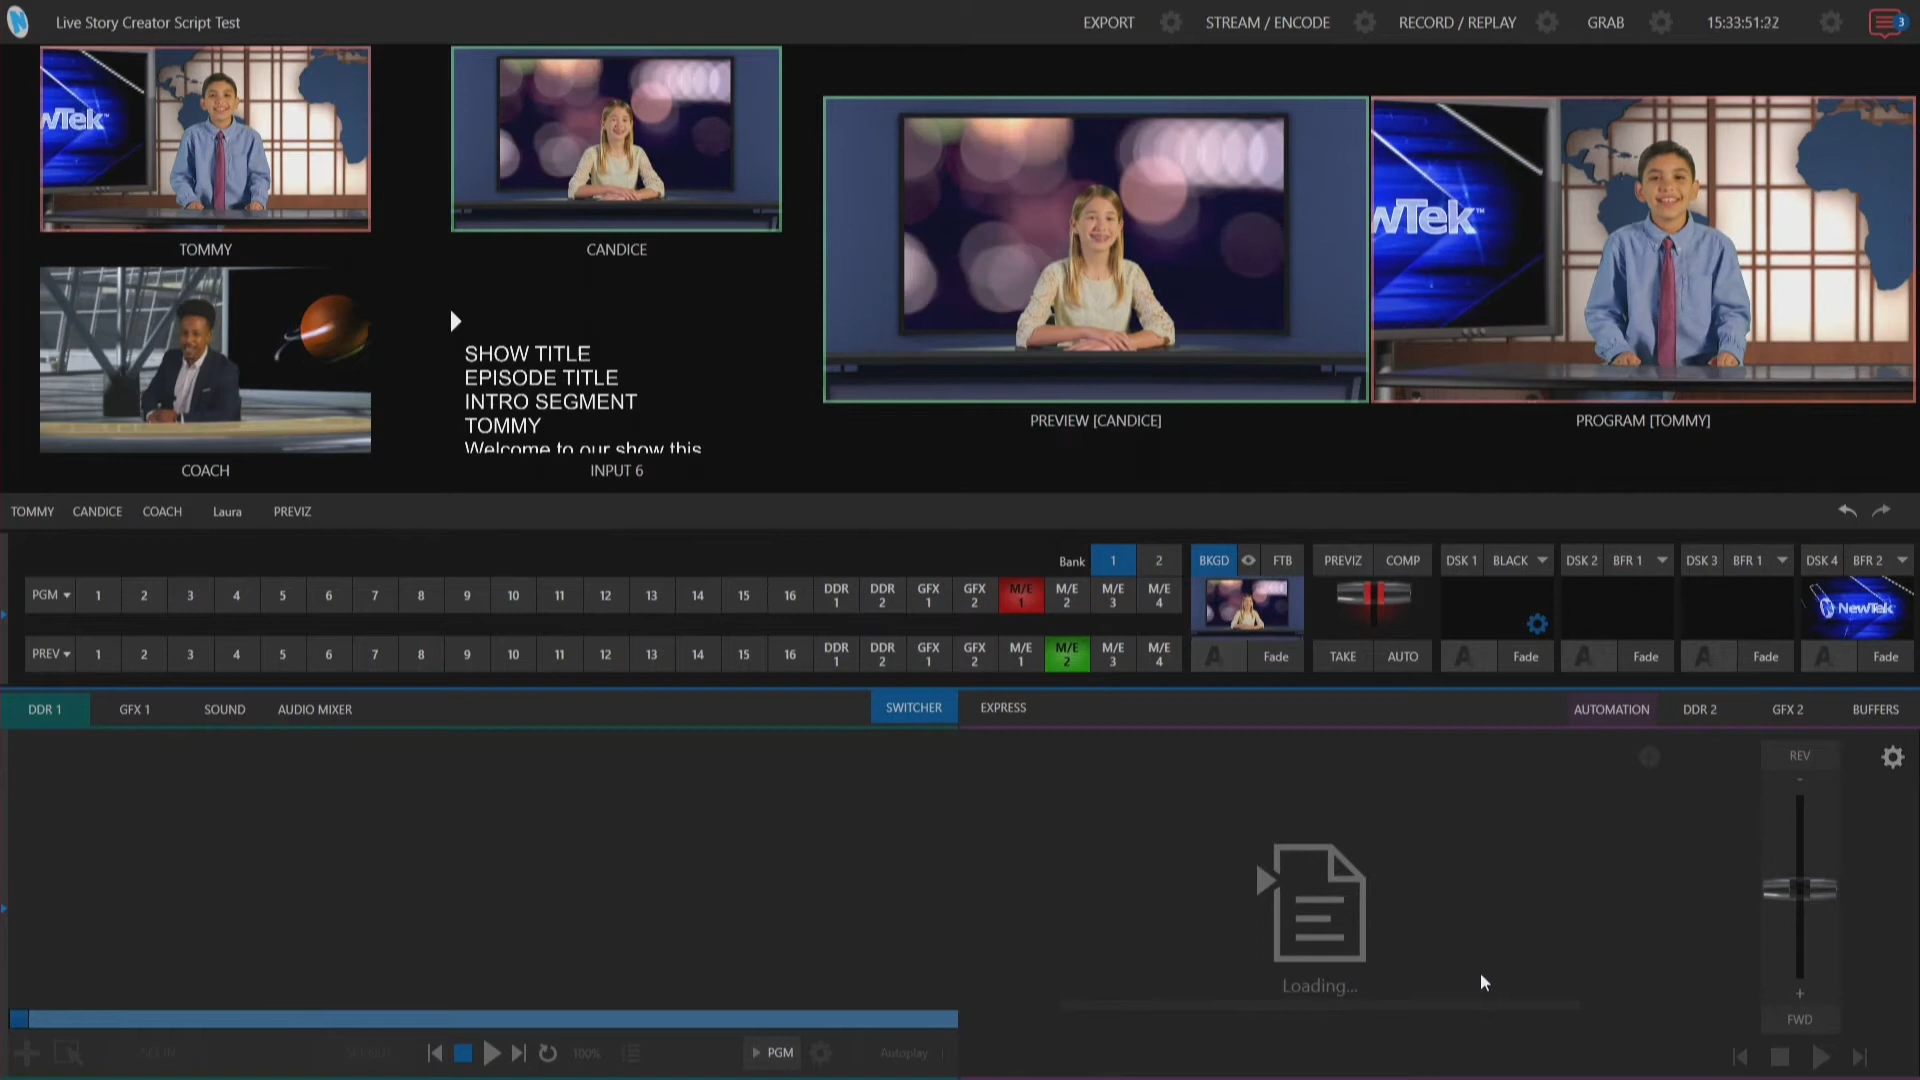 Live Story Creator Script Test
EXPORT
STREAM / ENCODE
RECORD / REPLAY
GRAB
15:33:51:22
3
wTek
TOMMY
CANDICE
COACH
SHOW TITLE
EPISODE TITLE
INTRO SEGMENT
TOMMY
Welcome to our show this
INPUT 6
PREVIEW [CANDICE]
wTek™
PROGRAM [TOMMY]
TOMMY CANDICE COACH Laura PREVIZ
Bank 1 2
BKGD FTB
PREVIZ COMP
DSK 1 BLACK
DSK 2 BFR 1
DSK 3 BFR 1
DSK 4 BFR 2
PGM 1 2 3 4 5 6 7 8 9 10 11 12 13 14 15 16 DDR 1 DDR 2 GFX 1 GFX 2 M/E 1 M/E 2 M/E 3 M/E 4
NewTek
PREV 1 2 3 4 5 6 7 8 9 10 11 12 13 14 15 16 DDR 1 DDR 2 GFX 1 GFX 2 M/E 1 M/E 2 M/E 3 M/E 4
A Fade
TAKE AUTO
A Fade
A Fade
A Fade
A Fade
DDR 1 GFX 1 SOUND AUDIO MIXER
SWITCHER EXPRESS
AUTOMATION DDR 2 GFX 2 BUFFERS
REV
-
Loading...
+
FWD
SET IN
SET OUT
100%
PGM
Autoplay